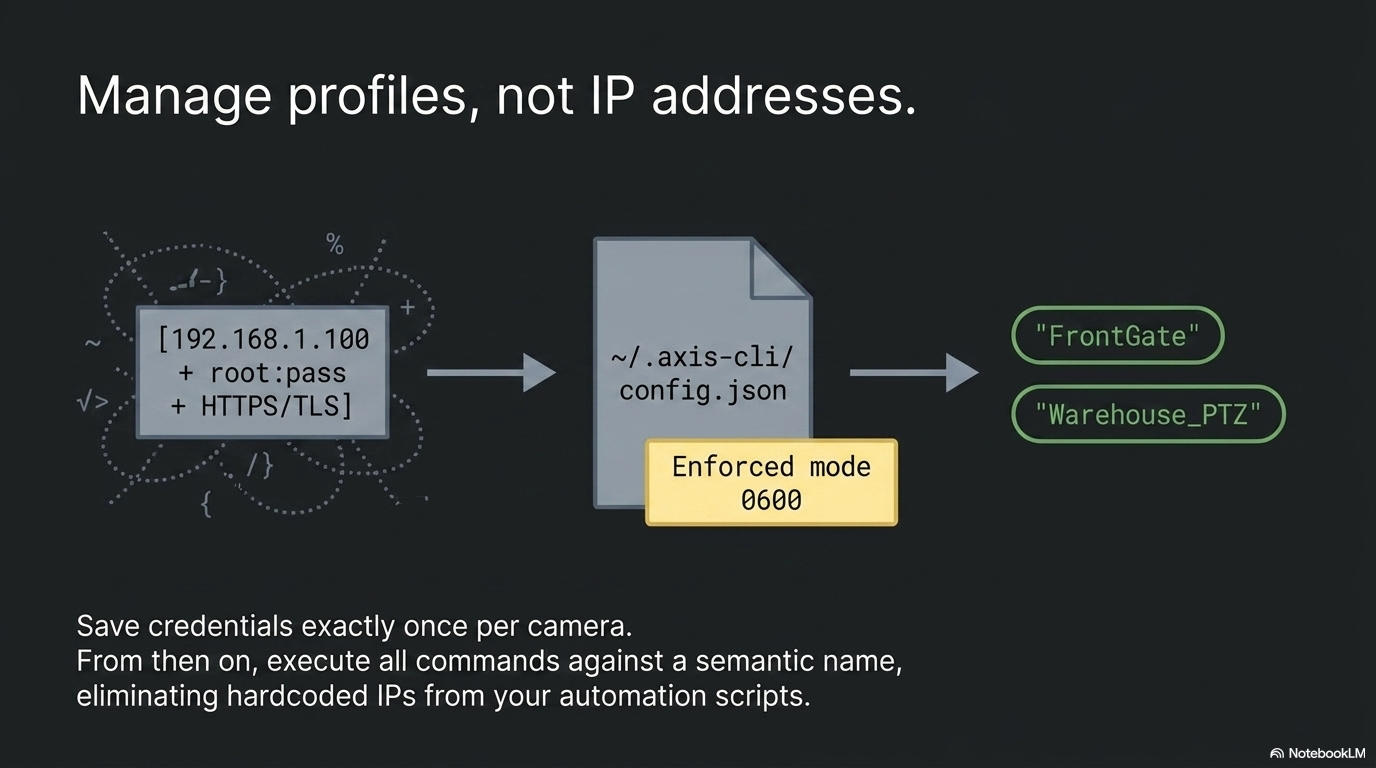 Manage profiles, not IP addresses.
%
+
~
√>
[192.168.1.100
+ root:pass
+ HTTPS/TLS]
/}
{
~/.axis-cli/
config.json
Enforced mode
0600
"FrontGate"
"Warehouse_PTZ"
Save credentials exactly once per camera.
From then on, execute all commands against a semantic name,
eliminating hardcoded IPs from your automation scripts.
NotebookLM